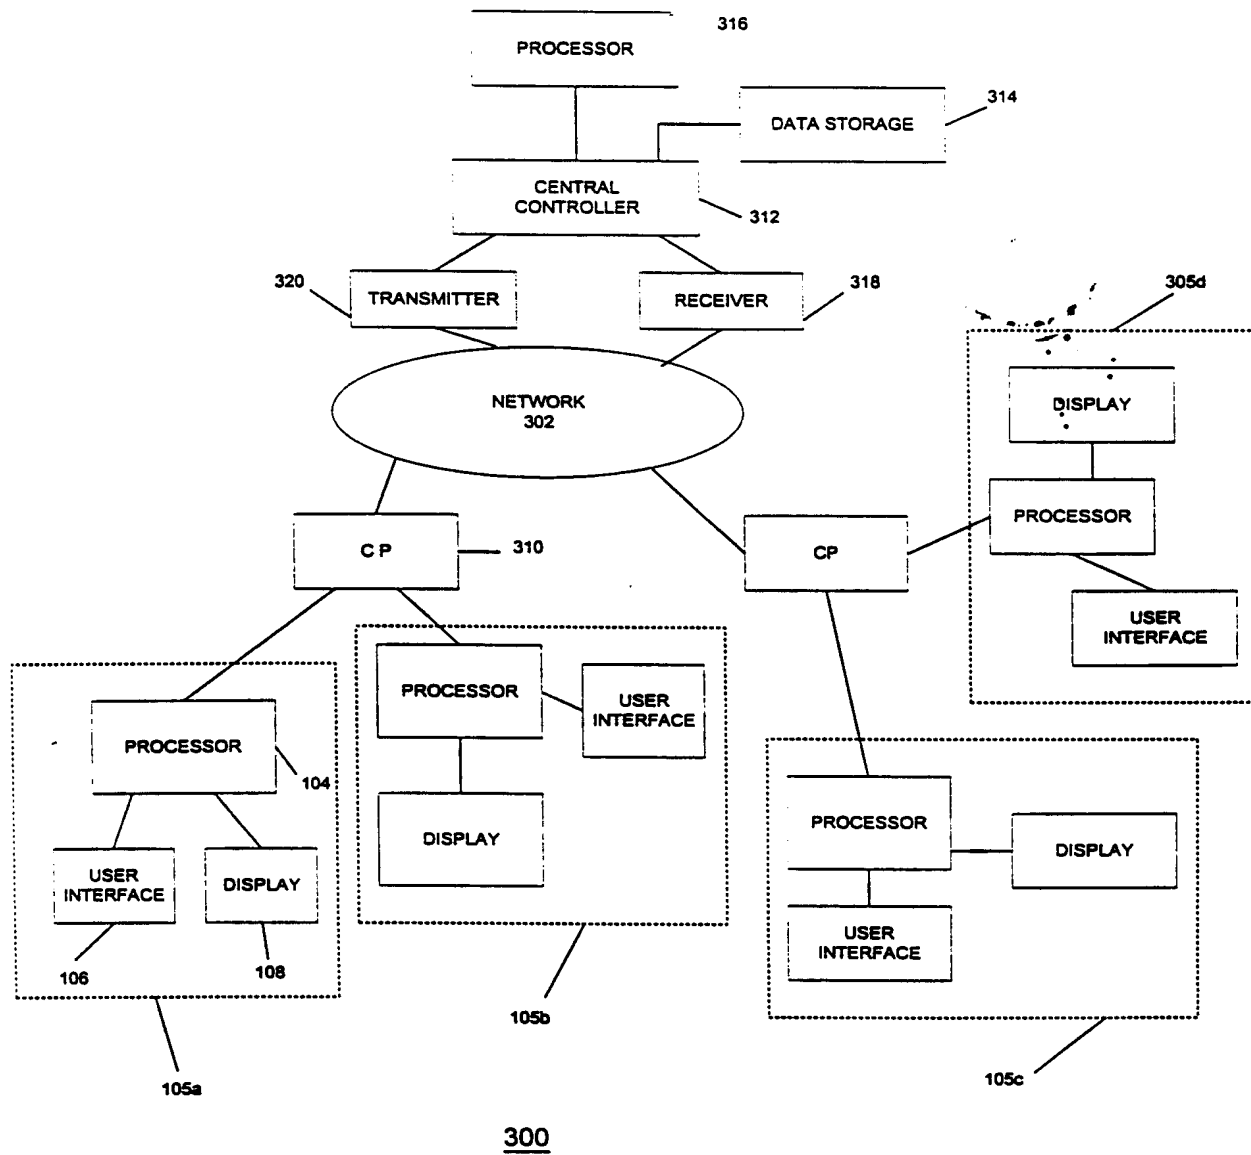 316
PROCESSOR
314
DATA STORAGE
CENTRAL
CONTROLLER
312
320
TRANSMITTER
RECEIVER
318
305d
NETWORK
302
DISPLAY
PROCESSOR
C P
310
CP
USER
INTERFACE
PROCESSOR
USER
INTERFACE
DISPLAY
PROCESSOR
104
USER
INTERFACE
DISPLAY
106
108
PROCESSOR
DISPLAY
USER
INTERFACE
105b
105a
105c
300